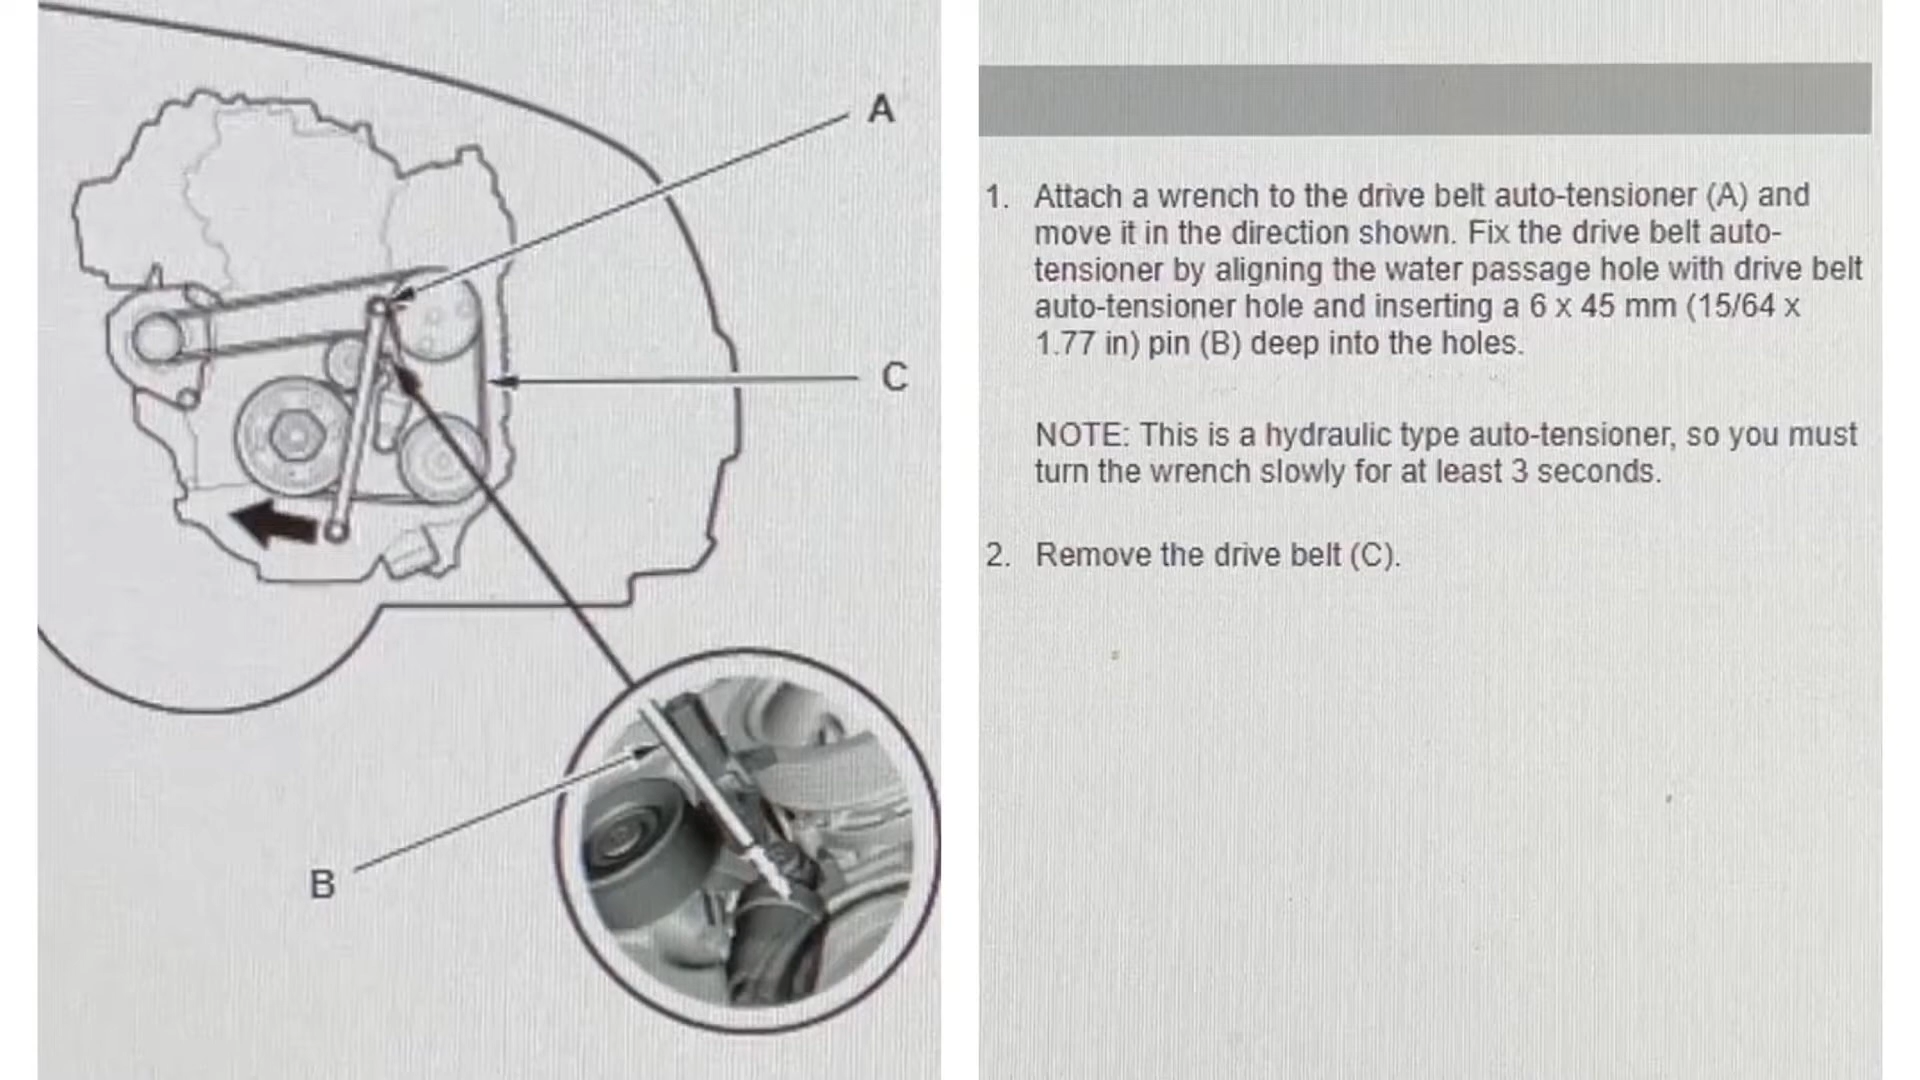 A
C
B
1. Attach a wrench to the drive belt auto-tensioner (A) and
move it in the direction shown. Fix the drive belt auto-
tensioner by aligning the water passage hole with drive belt
auto-tensioner hole and inserting a 6 x 45 mm (15/64 x
1.77 in) pin (B) deep into the holes.
NOTE: This is a hydraulic type auto-tensioner, so you must
turn the wrench slowly for at least 3 seconds.
2. Remove the drive belt (C).